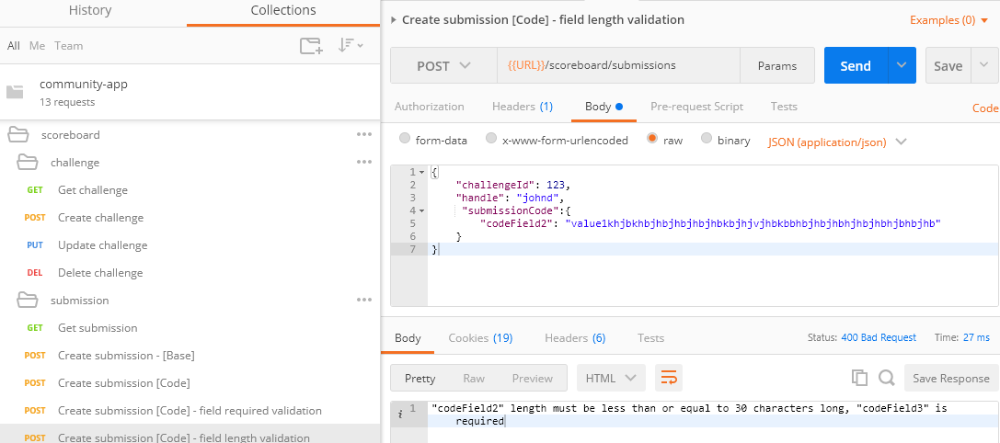 History
Collections
All Me Team
community-app
13 requests
scoreboard
challenge
GET Get challenge
POST Create challenge
PUT Update challenge
DEL Delete challenge
submission
GET Get submission
POST Create submission - [Base]
POST Create submission [Code]
POST Create submission [Code] - field required validation
POST Create submission [Code] - field length validation
Create submission [Code] - field length validation
Examples (0)
POST {{URL}}/scoreboard/submissions Params Send Save
Authorization Headers (1) Body Pre-request Script Tests Code
form-data x-www-form-urlencoded raw binary JSON (application/json)
1 {
2 "challengeId": 123,
3 "handle": "johnd",
4 "submissionCode":{
5 "codeField2": "value1khjbkhbjhbjhbjhbjhbkbjhjvjhbkbbhbjhbjhbhjhbjhbhjbhbjhb"
6 }
7 }
Body Cookies (19) Headers (6) Tests Status: 400 Bad Request Time: 27 ms
Pretty Raw Preview HTML Save Response
i 1 "codeField2" length must be less than or equal to 30 characters long, "codeField3" is
required